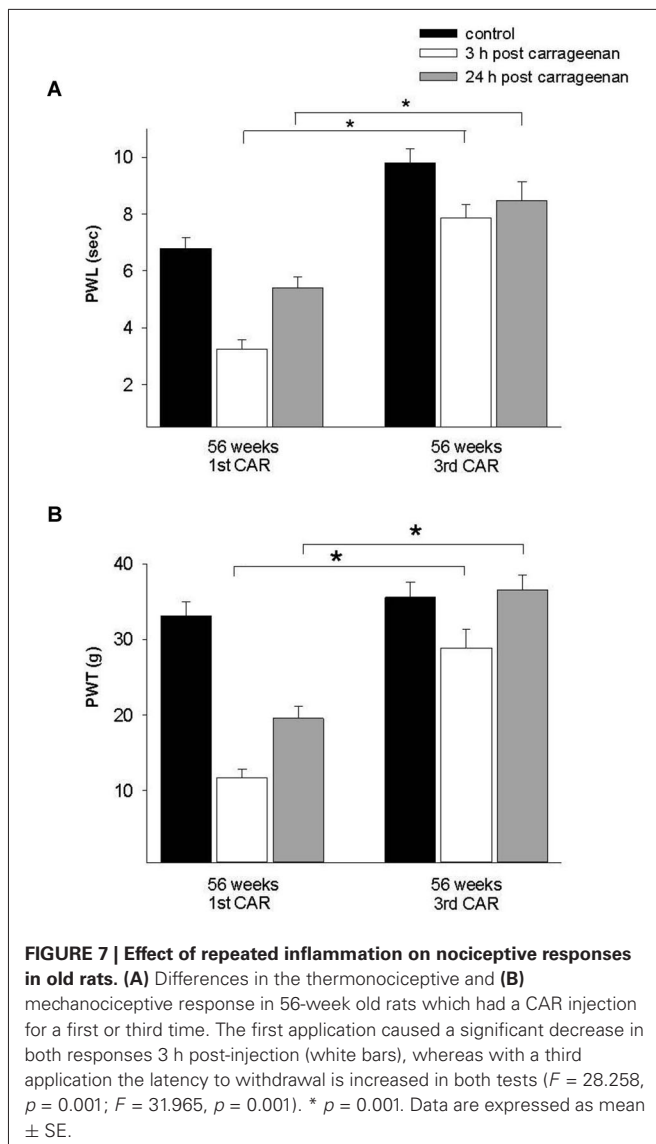 control
3 h post carrageenan
24 h post carrageenan
A
*
*
10
8
6
4
2
PWL (sec)
56 weeks
1st CAR
56 weeks
3rd CAR
B
*
*
40
30
20
10
PWT (g)
56 weeks
1st CAR
56 weeks
3rd CAR
FIGURE 7 | Effect of repeated inflammation on nociceptive responses
in old rats. (A) Differences in the thermonociceptive and (B)
mechanociceptive response in 56-week old rats which had a CAR injection
for a first or third time. The first application caused a significant decrease in
both responses 3 h post-injection (white bars), whereas with a third
application the latency to withdrawal is increased in both tests (F = 28.258,
p = 0.001; F = 31.965, p = 0.001). * p = 0.001. Data are expressed as mean
± SE.